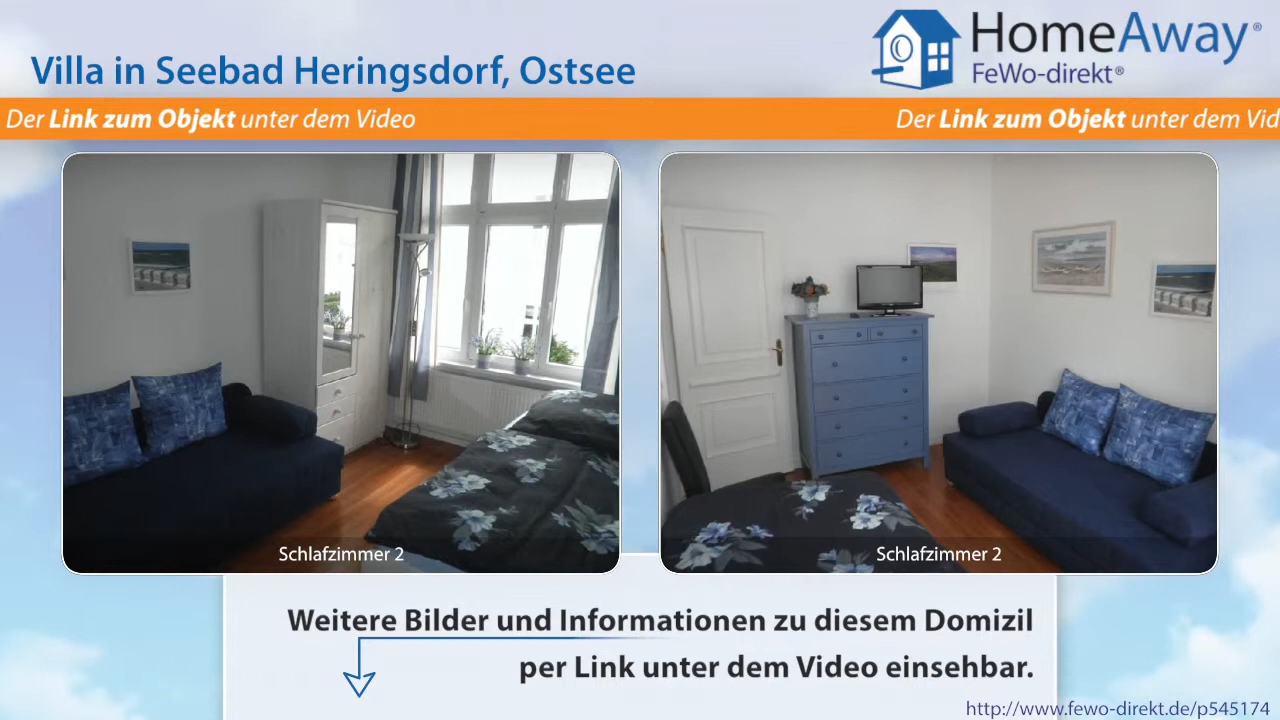 Villa in Seebad Heringsdorf, Ostsee
HomeAway®
FeWo-direkt®
Der Link zum Objekt unter dem Video
Der Link zum Objekt unter dem Vid
Schlafzimmer 2
Schlafzimmer 2
Weitere Bilder und Informationen zu diesem Domizil
per Link unter dem Video einsehbar.
http://www.fewo-direkt.de/p545174